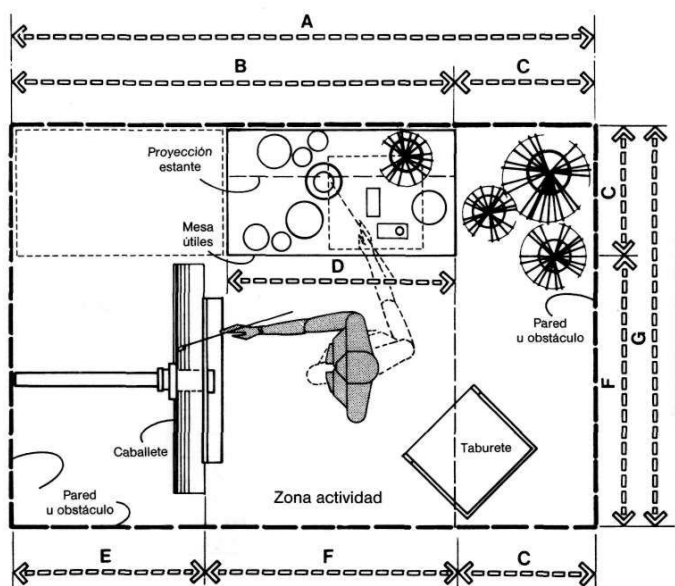 A
B
C
Proyección
estante
Mesa
útiles
C
D
Pared
u obstáculo
G
F
Caballete
Taburete
Pared
u obstáculo
Zona actividad
E
F
C